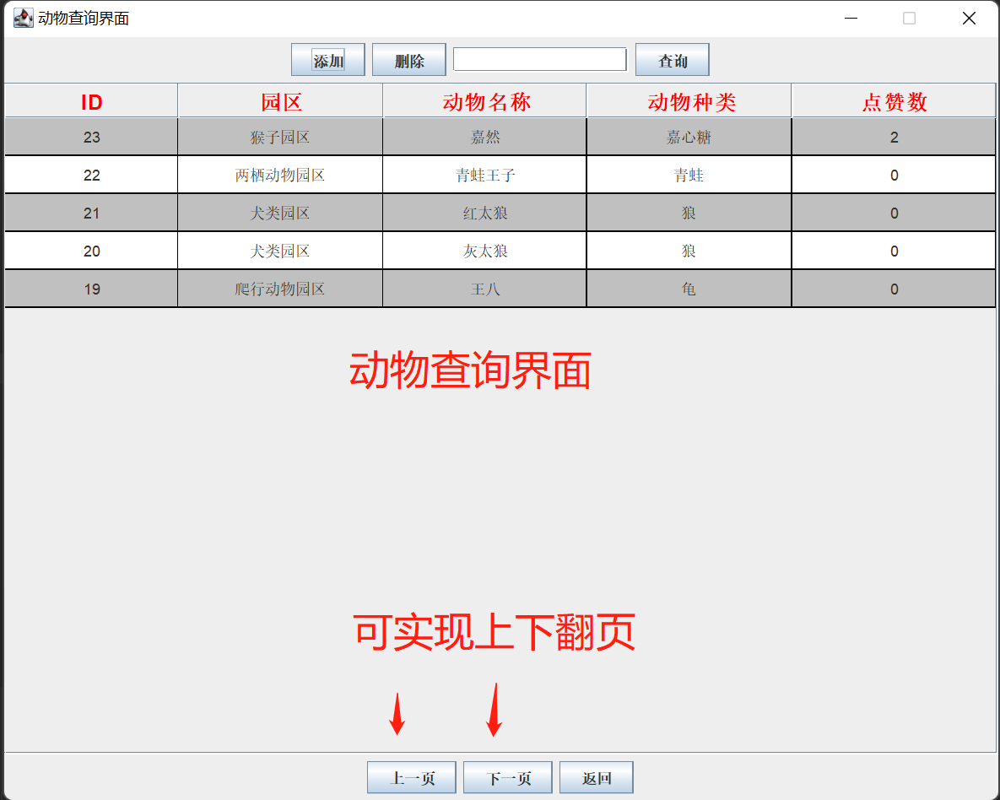 动物查询界面
添加 删除 查询
ID 园区 动物名称 动物种类 点赞数
23 猴子园区 嘉然 嘉心糖 2
22 两栖动物园区 青蛙王子 青蛙 0
21 犬类园区 红太狼 狼 0
20 犬类园区 灰太狼 狼 0
19 爬行动物园区 王八 龟 0
动物查询界面
可实现上下翻页
上一页 下一页 返回